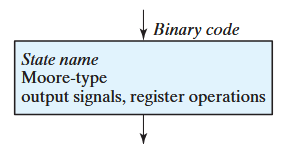 Binary code
State name
Moore-type
output signals, register operations